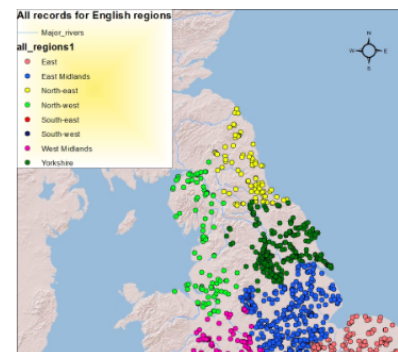 All records for English regions
Major_rivers
all_regions1
East
East Midlands
North-east
North-west
South-east
South-west
West Midlands
Yorkshire
N
W E
S